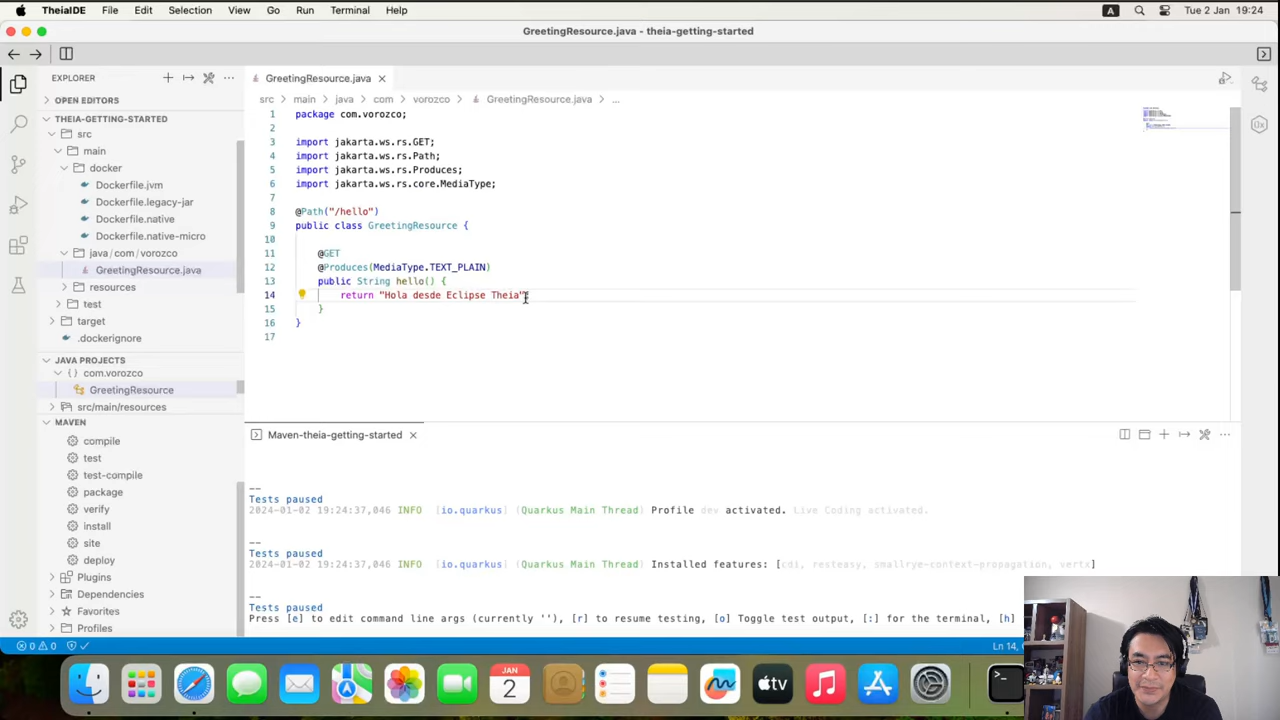 TheiaIDE File Edit Selection View Go Run Terminal Window Help
A Tue 2 Jan 19:24
GreetingResource.java - theia-getting-started
EXPLORER
OPEN EDITORS
THEIA-GETTING-STARTED
src
main
docker
Dockerfile.jvm
Dockerfile.legacy-jar
Dockerfile.native
Dockerfile.native-micro
java / com / vorozco
GreetingResource.java
resources
test
target
.dockerignore
JAVA PROJECTS
{ } com.vorozco
GreetingResource
src/main/resources
MAVEN
compile
test
test-compile
package
verify
install
site
deploy
Plugins
Dependencies
Favorites
Profiles
GreetingResource.java
src main java com vorozco GreetingResource.java ...
1 package com.vorozco;
2
3 import jakarta.ws.rs.GET;
4 import jakarta.ws.rs.Path;
5 import jakarta.ws.rs.Produces;
6 import jakarta.ws.rs.core.MediaType;
7
8 @Path("/hello")
9 public class GreetingResource {
10
11 @GET
12 @Produces(MediaType.TEXT_PLAIN)
13 public String hello() {
14 return "Hola desde Eclipse Theia"
15 }
16 }
17
Maven-theia-getting-started
--
Tests paused
2024-01-02 19:24:37,046 INFO [io.quarkus] (Quarkus Main Thread) Profile dev activated. Live Coding activated.
--
Tests paused
2024-01-02 19:24:37,046 INFO [io.quarkus] (Quarkus Main Thread) Installed features: [cdi, resteasy, smallrye-context-propagation, vertx]
--
Tests paused
Press [e] to edit command line args (currently ''), [r] to resume testing, [o] Toggle test output, [:] for the terminal, [h]
0 0
Ln 14,
JAN
2
tv